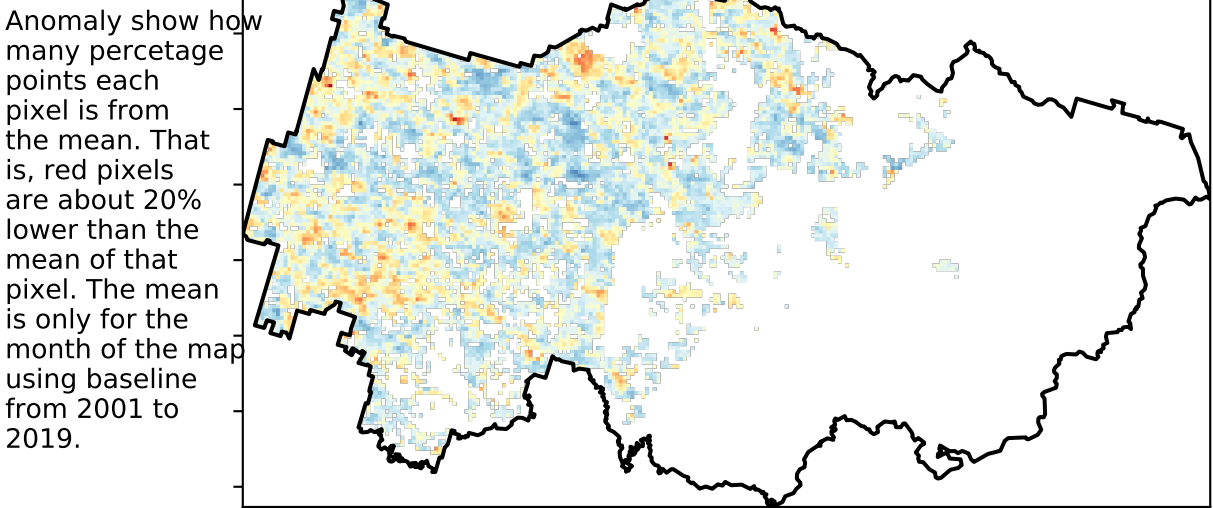 Anomaly show how
many percetage
points each
pixel is from
the mean. That
is, red pixels
are about 20%
lower than the
mean of that
pixel. The mean
is only for the
month of the map
using baseline
from 2001 to
2019.